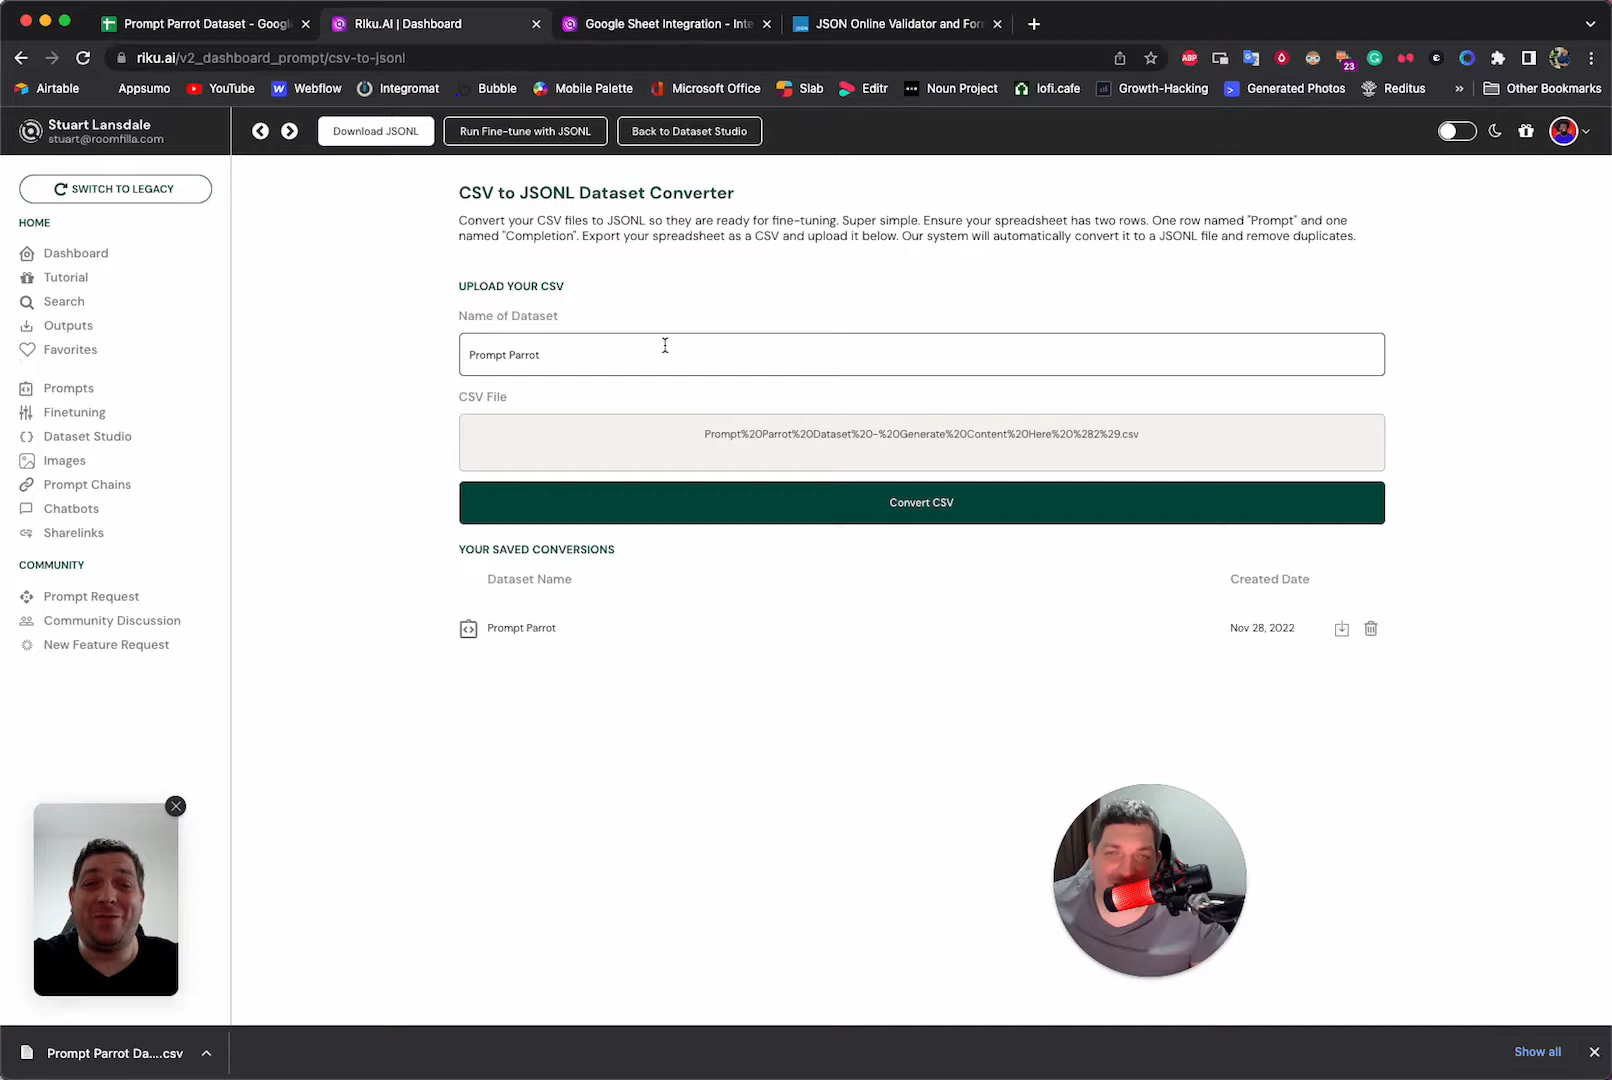 Prompt Parrot Dataset - Googl
Riku.AI | Dashboard
Google Sheet Integration - Inte
JSON Online Validator and For
riku.ai/v2_dashboard_prompt/csv-to-jsonl
ABP
23
Airtable
Appsumo
YouTube
Webflow
Integromat
Bubble
Mobile Palette
Microsoft Office
Slab
Editr
Noun Project
lofi.cafe
Growth-Hacking
Generated Photos
Reditus
»
Other Bookmarks
Stuart Lansdale
stuart@roomfilla.com
Download JSONL
Run Fine-tune with JSONL
Back to Dataset Studio
SWITCH TO LEGACY
HOME
Dashboard
Tutorial
Search
Outputs
Favorites
Prompts
Finetuning
Dataset Studio
Images
Prompt Chains
Chatbots
Sharelinks
COMMUNITY
Prompt Request
Community Discussion
New Feature Request
CSV to JSONL Dataset Converter
Convert your CSV files to JSONL so they are ready for fine-tuning. Super simple. Ensure your spreadsheet has two rows. One row named "Prompt" and one
named "Completion". Export your spreadsheet as a CSV and upload it below. Our system will automatically convert it to a JSONL file and remove duplicates.
UPLOAD YOUR CSV
Name of Dataset
Prompt Parrot
CSV File
Prompt%20Parrot%20Dataset%20-%20Generate%20Content%20Here%20%282%29.csv
Convert CSV
YOUR SAVED CONVERSIONS
Dataset Name
Created Date
Prompt Parrot
Nov 28, 2022
Prompt Parrot Da....csv
Show all